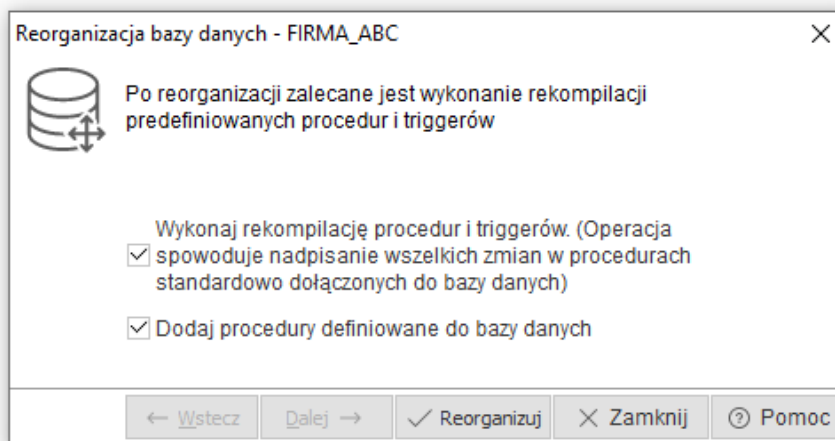 Reorganizacja bazy danych - FIRMA_ABC
Po reorganizacji zalecane jest wykonanie rekompilacji
predefiniowanych procedur i triggerów
Wykonaj rekompilację procedur i triggerów. (Operacja
spowoduje nadpisanie wszelkich zmian w procedurach
standardowo dołączonych do bazy danych)
Dodaj procedury definiowane do bazy danych
← Wstecz Dalej → Reorganizuj Zamknij Pomoc